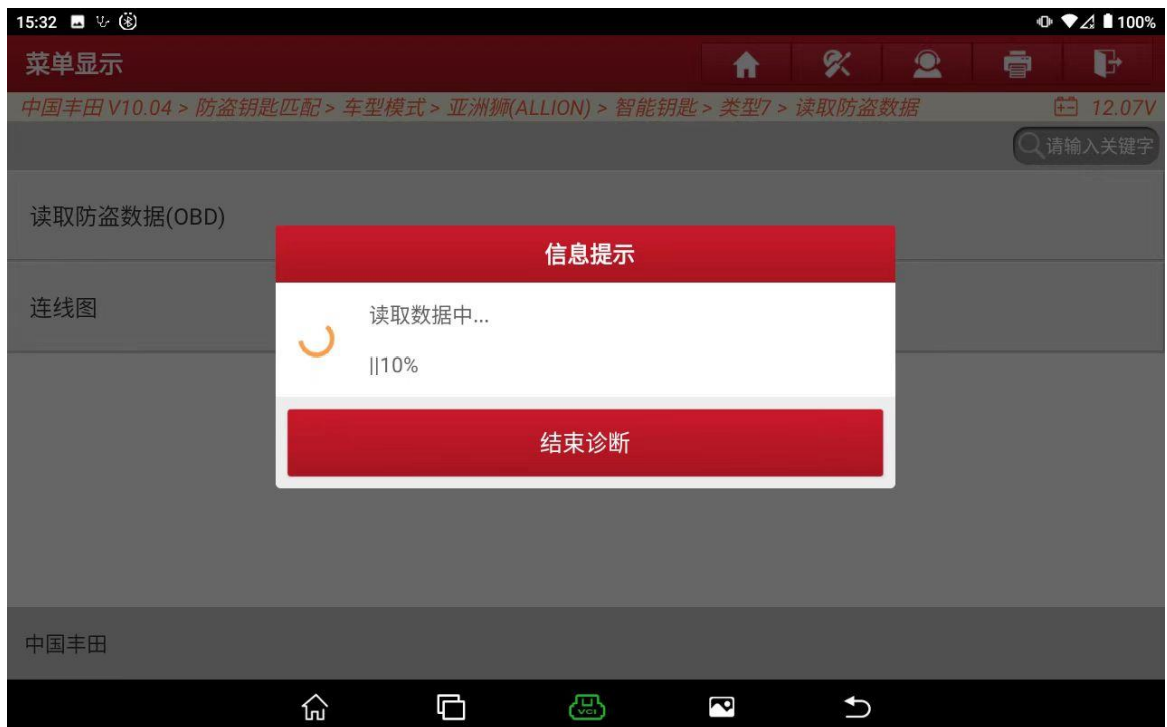 15:32
100%
菜单显示
中国丰田 V10.04 > 防盗钥匙匹配 > 车型模式 > 亚洲狮(ALLION) > 智能钥匙 > 类型7 > 读取防盗数据
12.07V
请输入关键字
读取防盗数据(OBD)
信息提示
连线图
读取数据中...
||10%
结束诊断
中国丰田
VCI